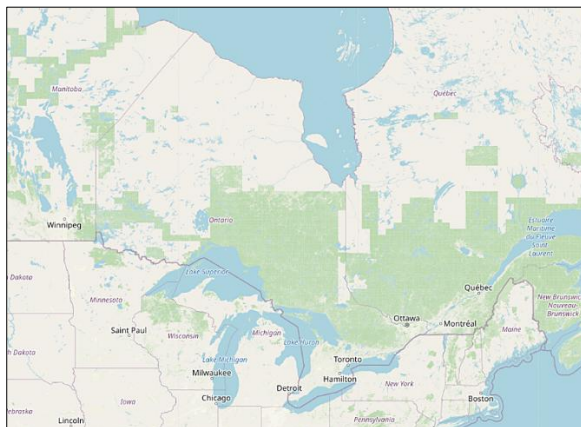 Manitoba
Québec
Ontario
Winnipeg
Estuaire
Maritime
du Fleuve
Saint
Laurent
Lake Superior
h Dakota
Québec
New Brunswick
Nouveau-
Brunswick
Minnesota
Ottawa
Montréal
Maine
Saint Paul
Wisconsin
Michigan
Lake Huron
Toronto
Lake Michigan
Milwaukee
Hamilton
New York
h Dakota
Detroit
Chicago
Boston
Iowa
ebraska
Lincoln
Pennsylvania